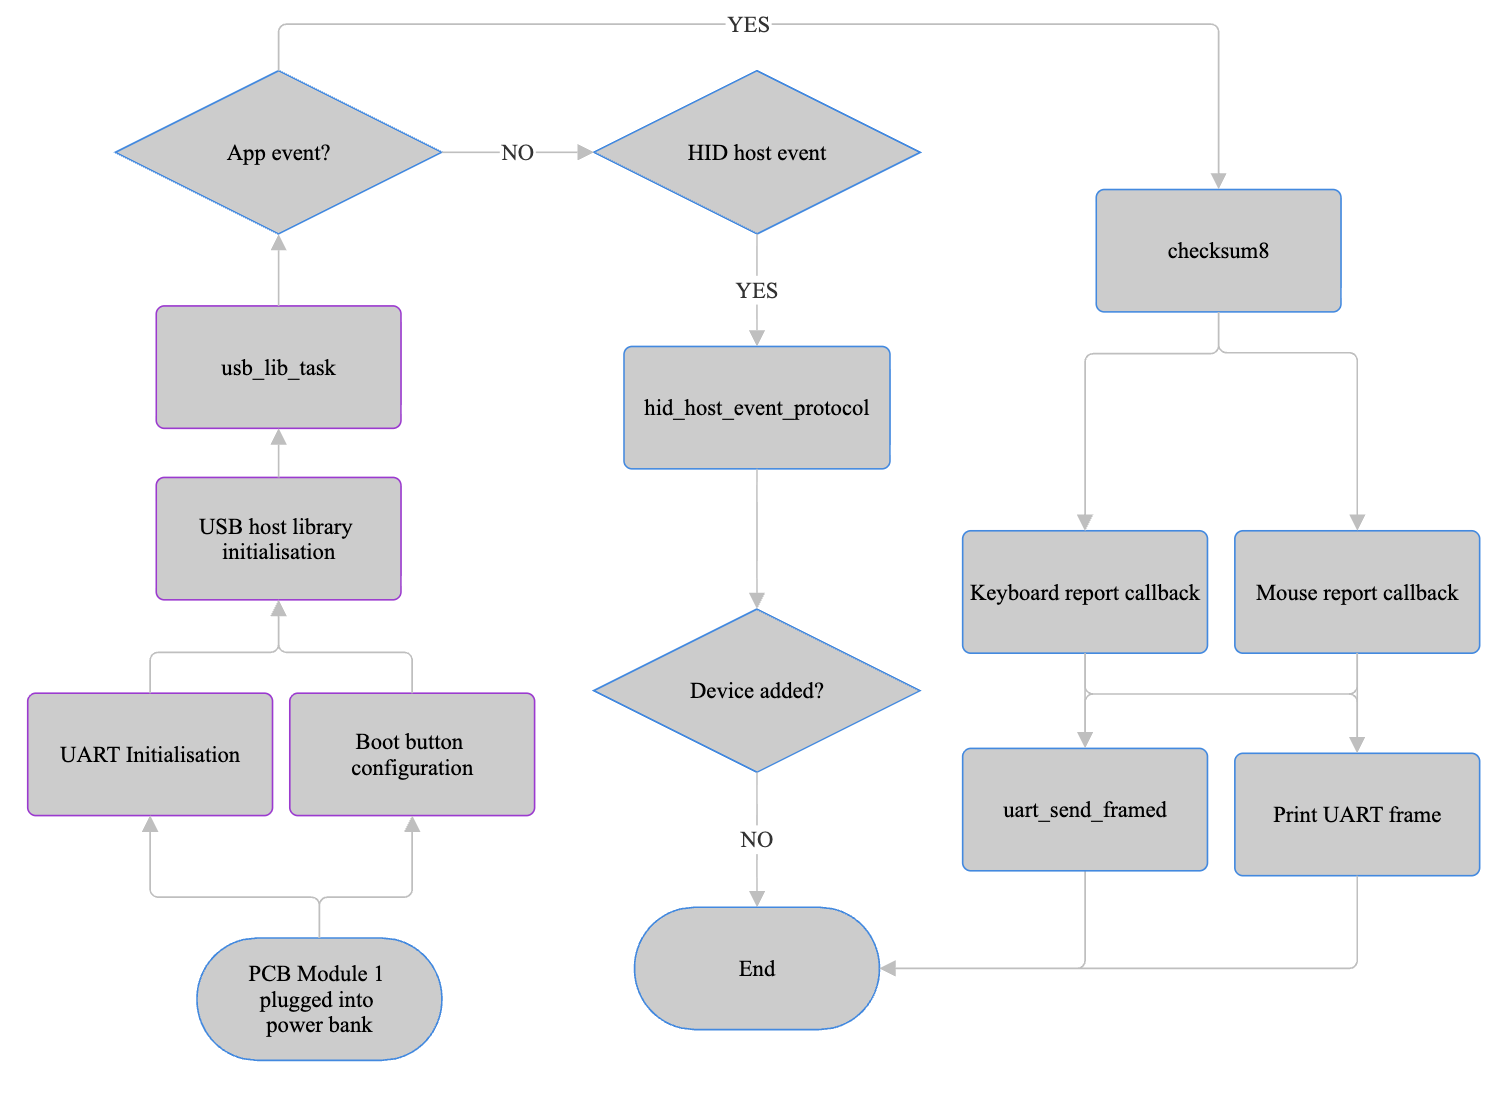 YES
App event?
NO
HID host event
checksum8
YES
usb_lib_task
hid_host_event_protocol
USB host library
initialisation
Keyboard report callback
Mouse report callback
Device added?
UART Initialisation
Boot button
configuration
uart_send_framed
Print UART frame
NO
End
PCB Module 1
plugged into
power bank